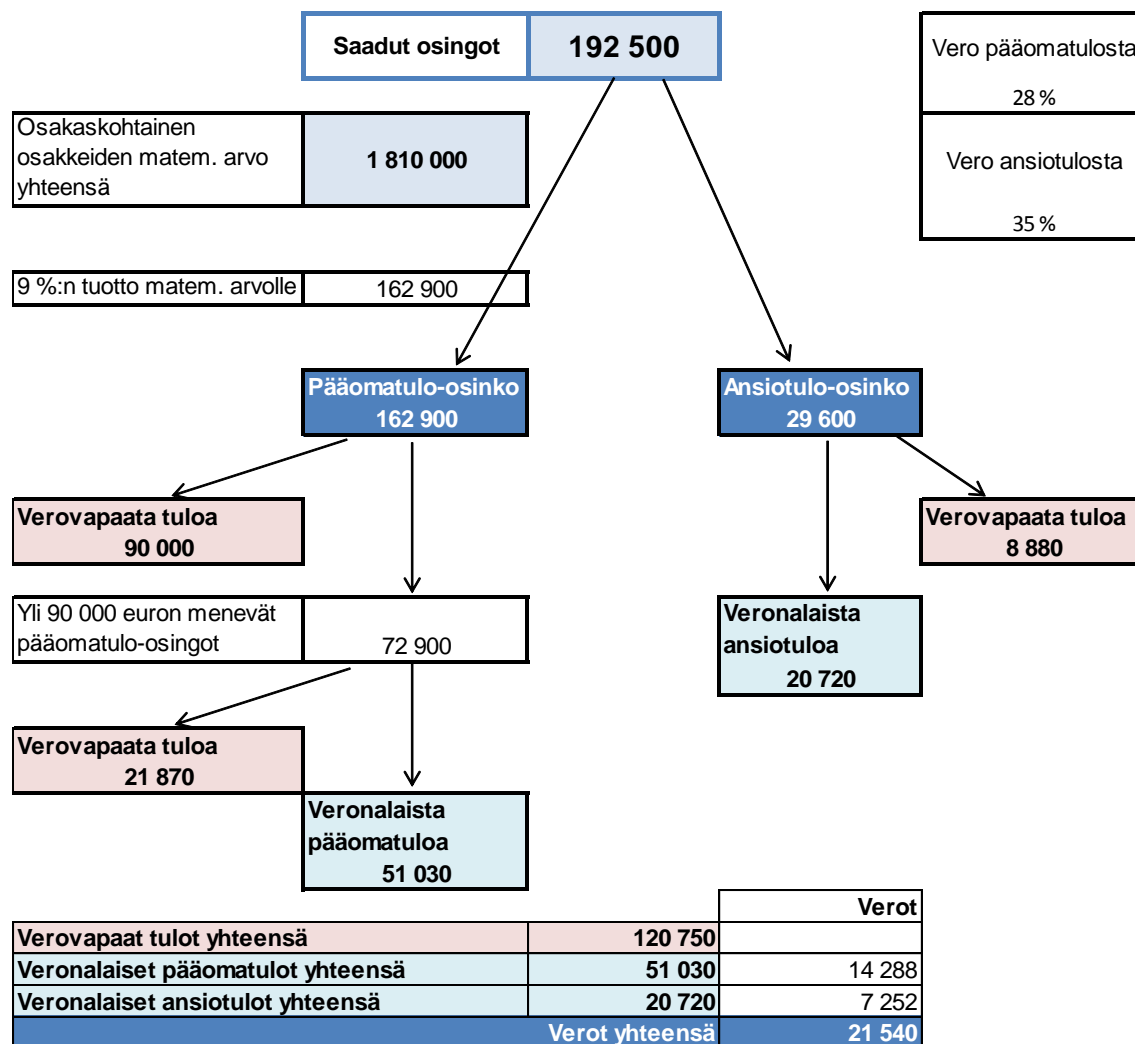 Saadut osingot 192 500
Vero pääomatulosta
28 %
Osakaskohtainen
osakkeiden matem. arvo
yhteensä
1 810 000
Vero ansiotulosta
35 %
9 %:n tuotto matem. arvolle 162 900
Pääomatulo-osinko
162 900
Ansiotulo-osinko
29 600
Verovapaata tuloa
90 000
Verovapaata tuloa
8 880
Yli 90 000 euron menevät
pääomatulo-osingot
72 900
Veronalaista
ansiotuloa
20 720
Verovapaata tuloa
21 870
Veronalaista
pääomatuloa
51 030
Verot
Verovapaat tulot yhteensä 120 750
Veronalaiset pääomatulot yhteensä 51 030 14 288
Veronalaiset ansiotulot yhteensä 20 720 7 252
Verot yhteensä 21 540